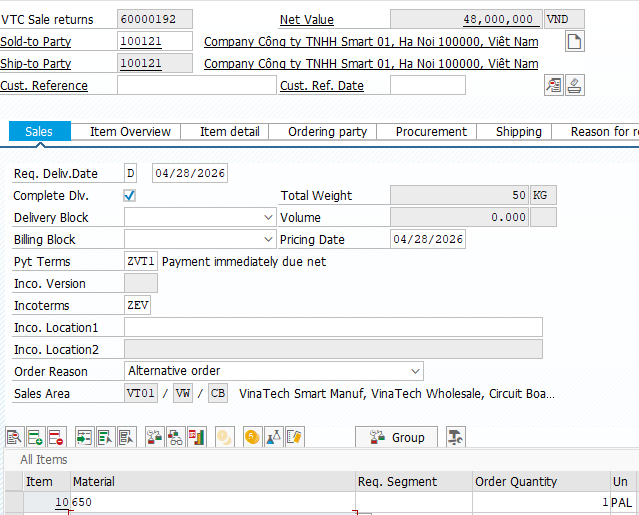 VTC Sale returns 60000192 Net Value 48,000,000 VND
Sold-to Party 100121 Company Công ty TNHH Smart 01, Ha Noi 100000, Viêt Nam
Ship-to Party 100121 Company Công ty TNHH Smart 01, Ha Noi 100000, Viêt Nam
Cust. Reference Cust. Ref. Date
Sales Item Overview Item detail Ordering party Procurement Shipping Reason for r
Req. Deliv.Date D 04/28/2026
Complete Dlv. Total Weight 50 KG
Delivery Block Volume 0.000
Billing Block Pricing Date 04/28/2026
Pyt Terms ZVT1 Payment immediately due net
Inco. Version
Incoterms ZEV
Inco. Location1
Inco. Location2
Order Reason Alternative order
Sales Area VT01 / VW / CB VinaTech Smart Manuf, VinaTech Wholesale, Circuit Boa...
Group
All Items
Item Material Req. Segment Order Quantity Un
10 650 1 PAL